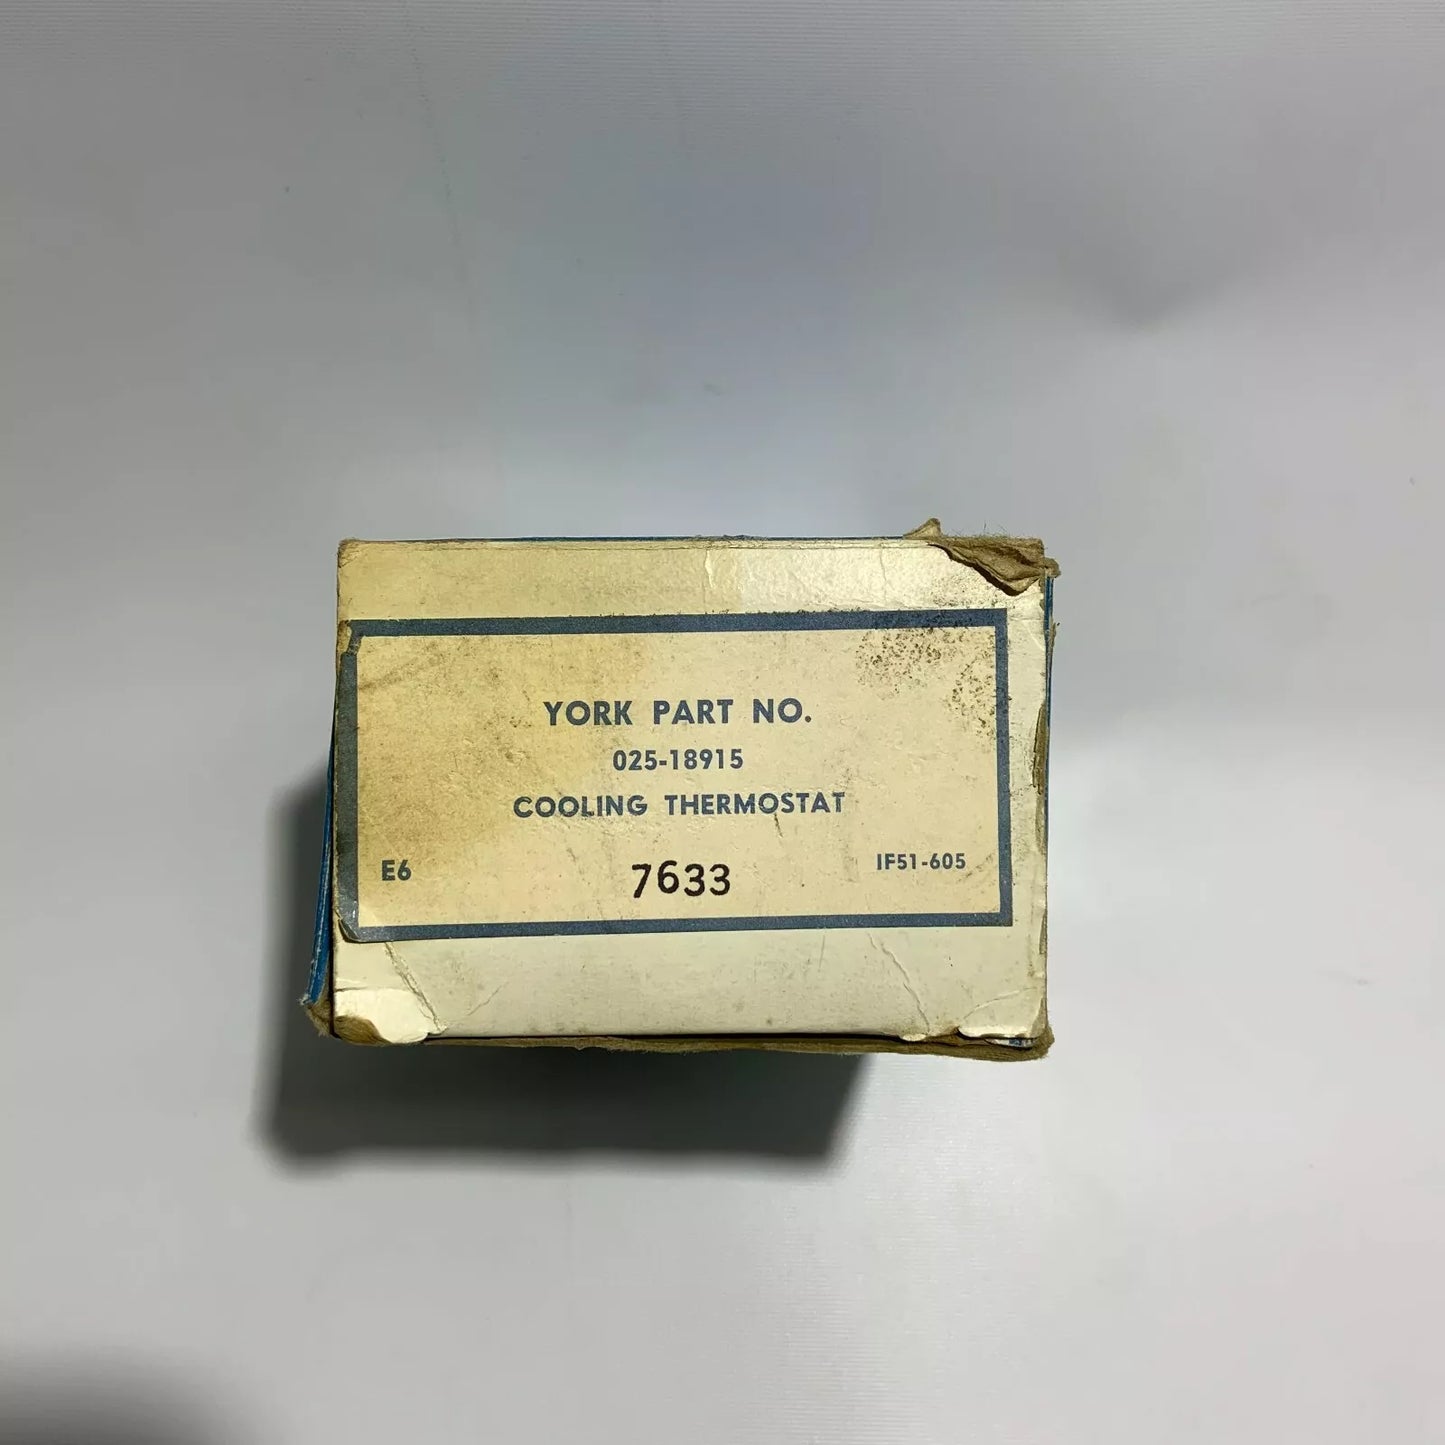 YORK PART NO.
025-18915
COOLING THERMOSTAT
E6 7633 IF51-605